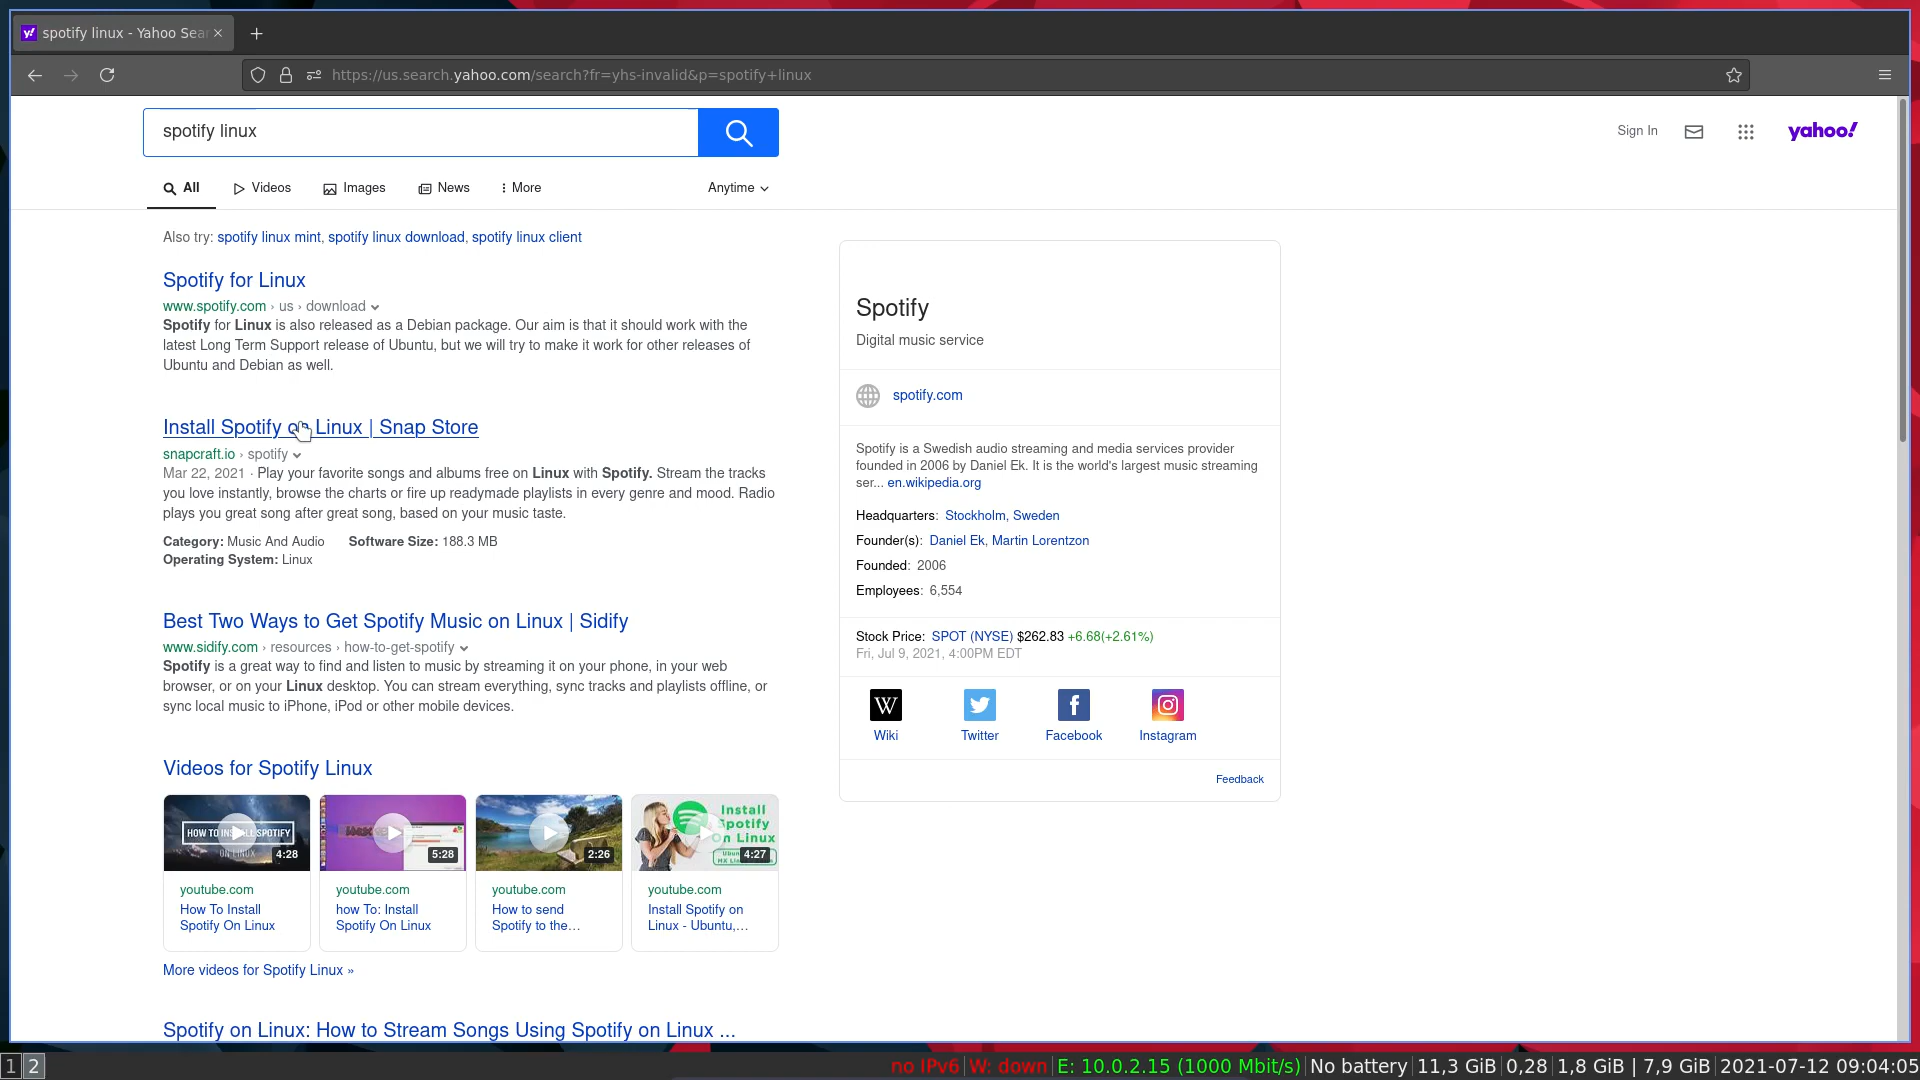 spotify linux - Yahoo Sear
https://us.search.yahoo.com/search?fr=yhs-invalid&p=spotify+linux
spotify linux
Sign In
yahoo!
All
Videos
Images
News
More
Anytime
Also try: spotify linux mint, spotify linux download, spotify linux client
Spotify for Linux
www.spotify.com › us › download
Spotify for Linux is also released as a Debian package. Our aim is that it should work with the
latest Long Term Support release of Ubuntu, but we will try to make it work for other releases of
Ubuntu and Debian as well.
Install Spotify on Linux | Snap Store
snapcraft.io › spotify
Mar 22, 2021 · Play your favorite songs and albums free on Linux with Spotify. Stream the tracks
you love instantly, browse the charts or fire up readymade playlists in every genre and mood. Radio
plays you great song after great song, based on your music taste.
Category: Music And Audio Software Size: 188.3 MB
Operating System: Linux
Best Two Ways to Get Spotify Music on Linux | Sidify
www.sidify.com › resources › how-to-get-spotify
Spotify is a great way to find and listen to music by streaming it on your phone, in your web
browser, or on your Linux desktop. You can stream everything, sync tracks and playlists offline, or
sync local music to iPhone, iPod or other mobile devices.
Videos for Spotify Linux
HOW TO INSTALL SPOTIFY
ON LINUX
4:28
5:28
2:26
Install
Spotify
On Linux
4:27
youtube.com
How To Install
Spotify On Linux
youtube.com
how To: Install
Spotify On Linux
youtube.com
How to send
Spotify to the...
youtube.com
Install Spotify on
Linux - Ubuntu,...
More videos for Spotify Linux »
Spotify on Linux: How to Stream Songs Using Spotify on Linux ...
Spotify
Digital music service
spotify.com
Spotify is a Swedish audio streaming and media services provider
founded in 2006 by Daniel Ek. It is the world's largest music streaming
ser... en.wikipedia.org
Headquarters: Stockholm, Sweden
Founder(s): Daniel Ek, Martin Lorentzon
Founded: 2006
Employees: 6,554
Stock Price: SPOT (NYSE) $262.83 +6.68(+2.61%)
Fri, Jul 9, 2021, 4:00PM EDT
Wiki
Twitter
Facebook
Instagram
Feedback
1 2
no IPv6 | W: down | E: 10.0.2.15 (1000 Mbit/s) | No battery | 11,3 GiB | 0,28 | 1,8 GiB | 7,9 GiB | 2021-07-12 09:04:05